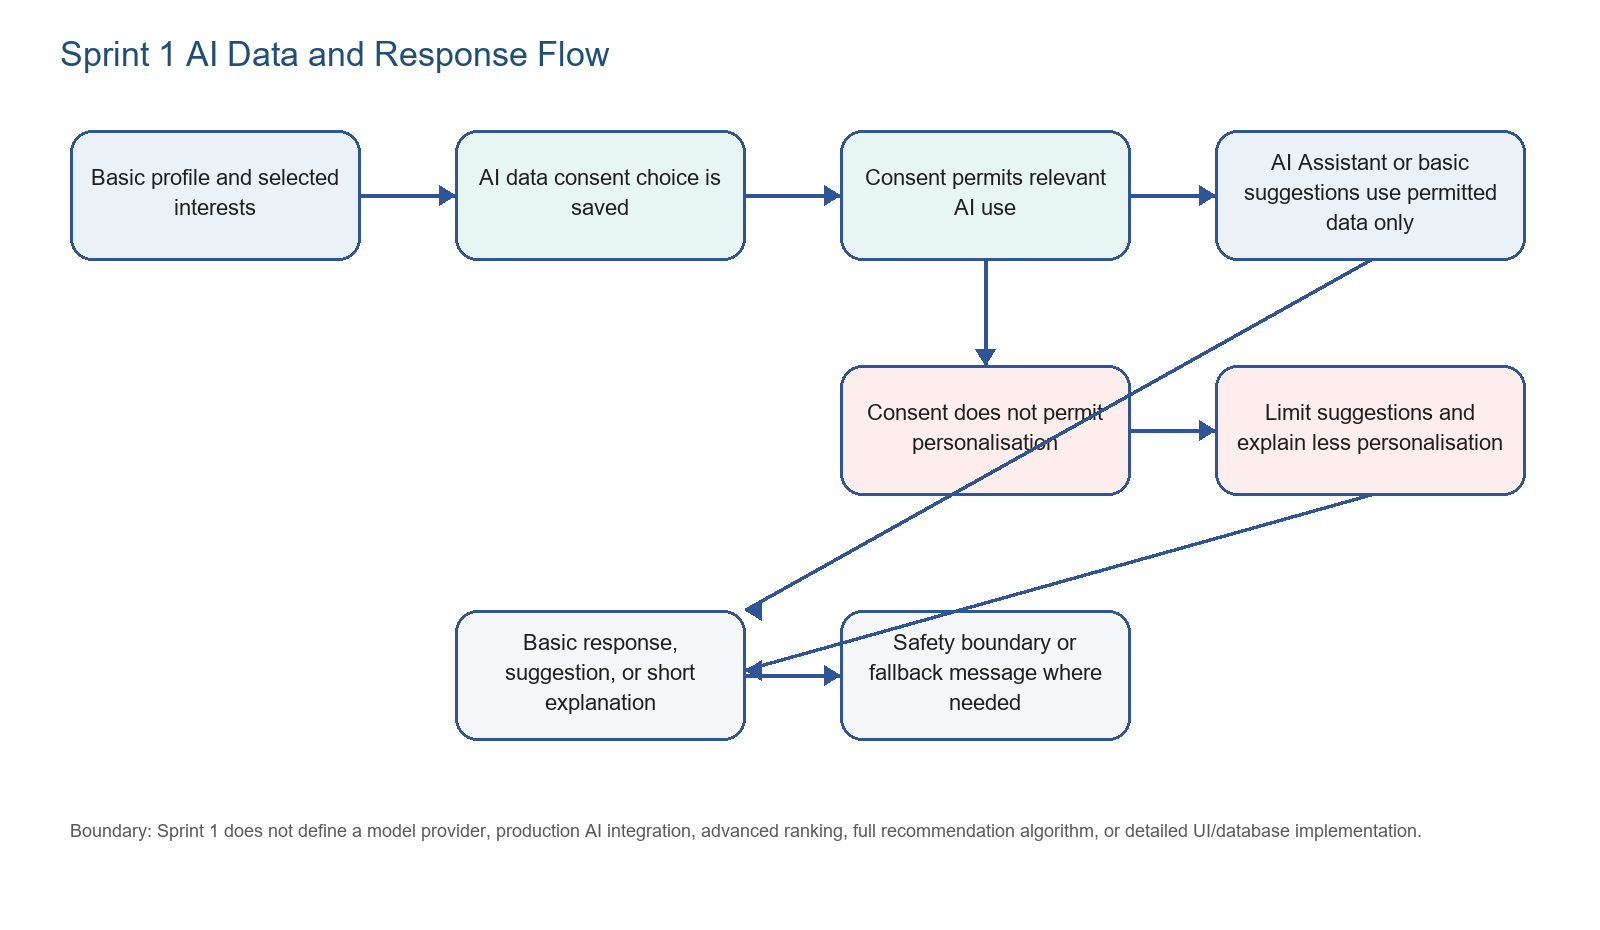 Sprint 1 AI Data and Response Flow
Basic profile and selected
interests
AI data consent choice is
saved
Consent permits relevant
AI use
AI Assistant or basic
suggestions use permitted
data only
Consent does not permit
personalisation
Limit suggestions and
explain less personalisation
Basic response,
suggestion, or short
explanation
Safety boundary or
fallback message where
needed
Boundary: Sprint 1 does not define a model provider, production AI integration, advanced ranking, full recommendation algorithm, or detailed UI/database implementation.